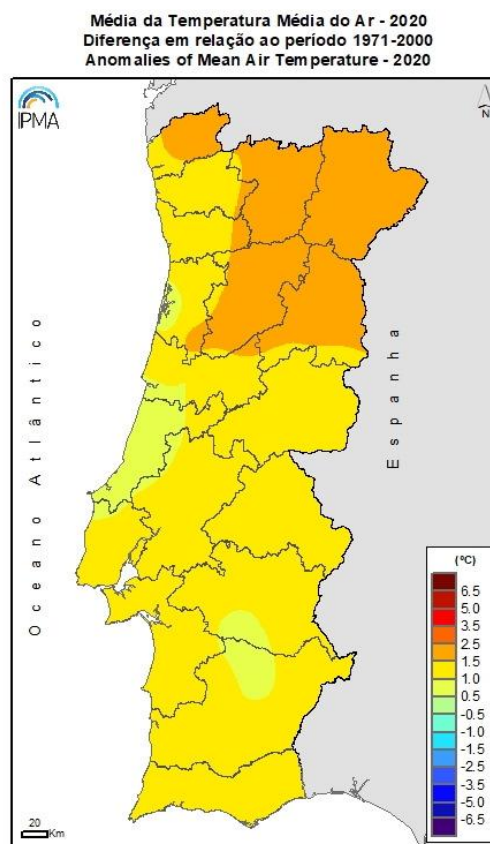 Média da Temperatura Média do Ar - 2020
Diferença em relação ao período 1971-2000
Anomalies of Mean Air Temperature - 2020
IPMA
N
Oceano Atlântico
Espanha
(ºC)
6.5
4.5
3.5
2.5
1.5
1.0
0.5
-0.5
-1.0
-1.5
-2.5
-3.5
-4.5
-6.5
20
Km